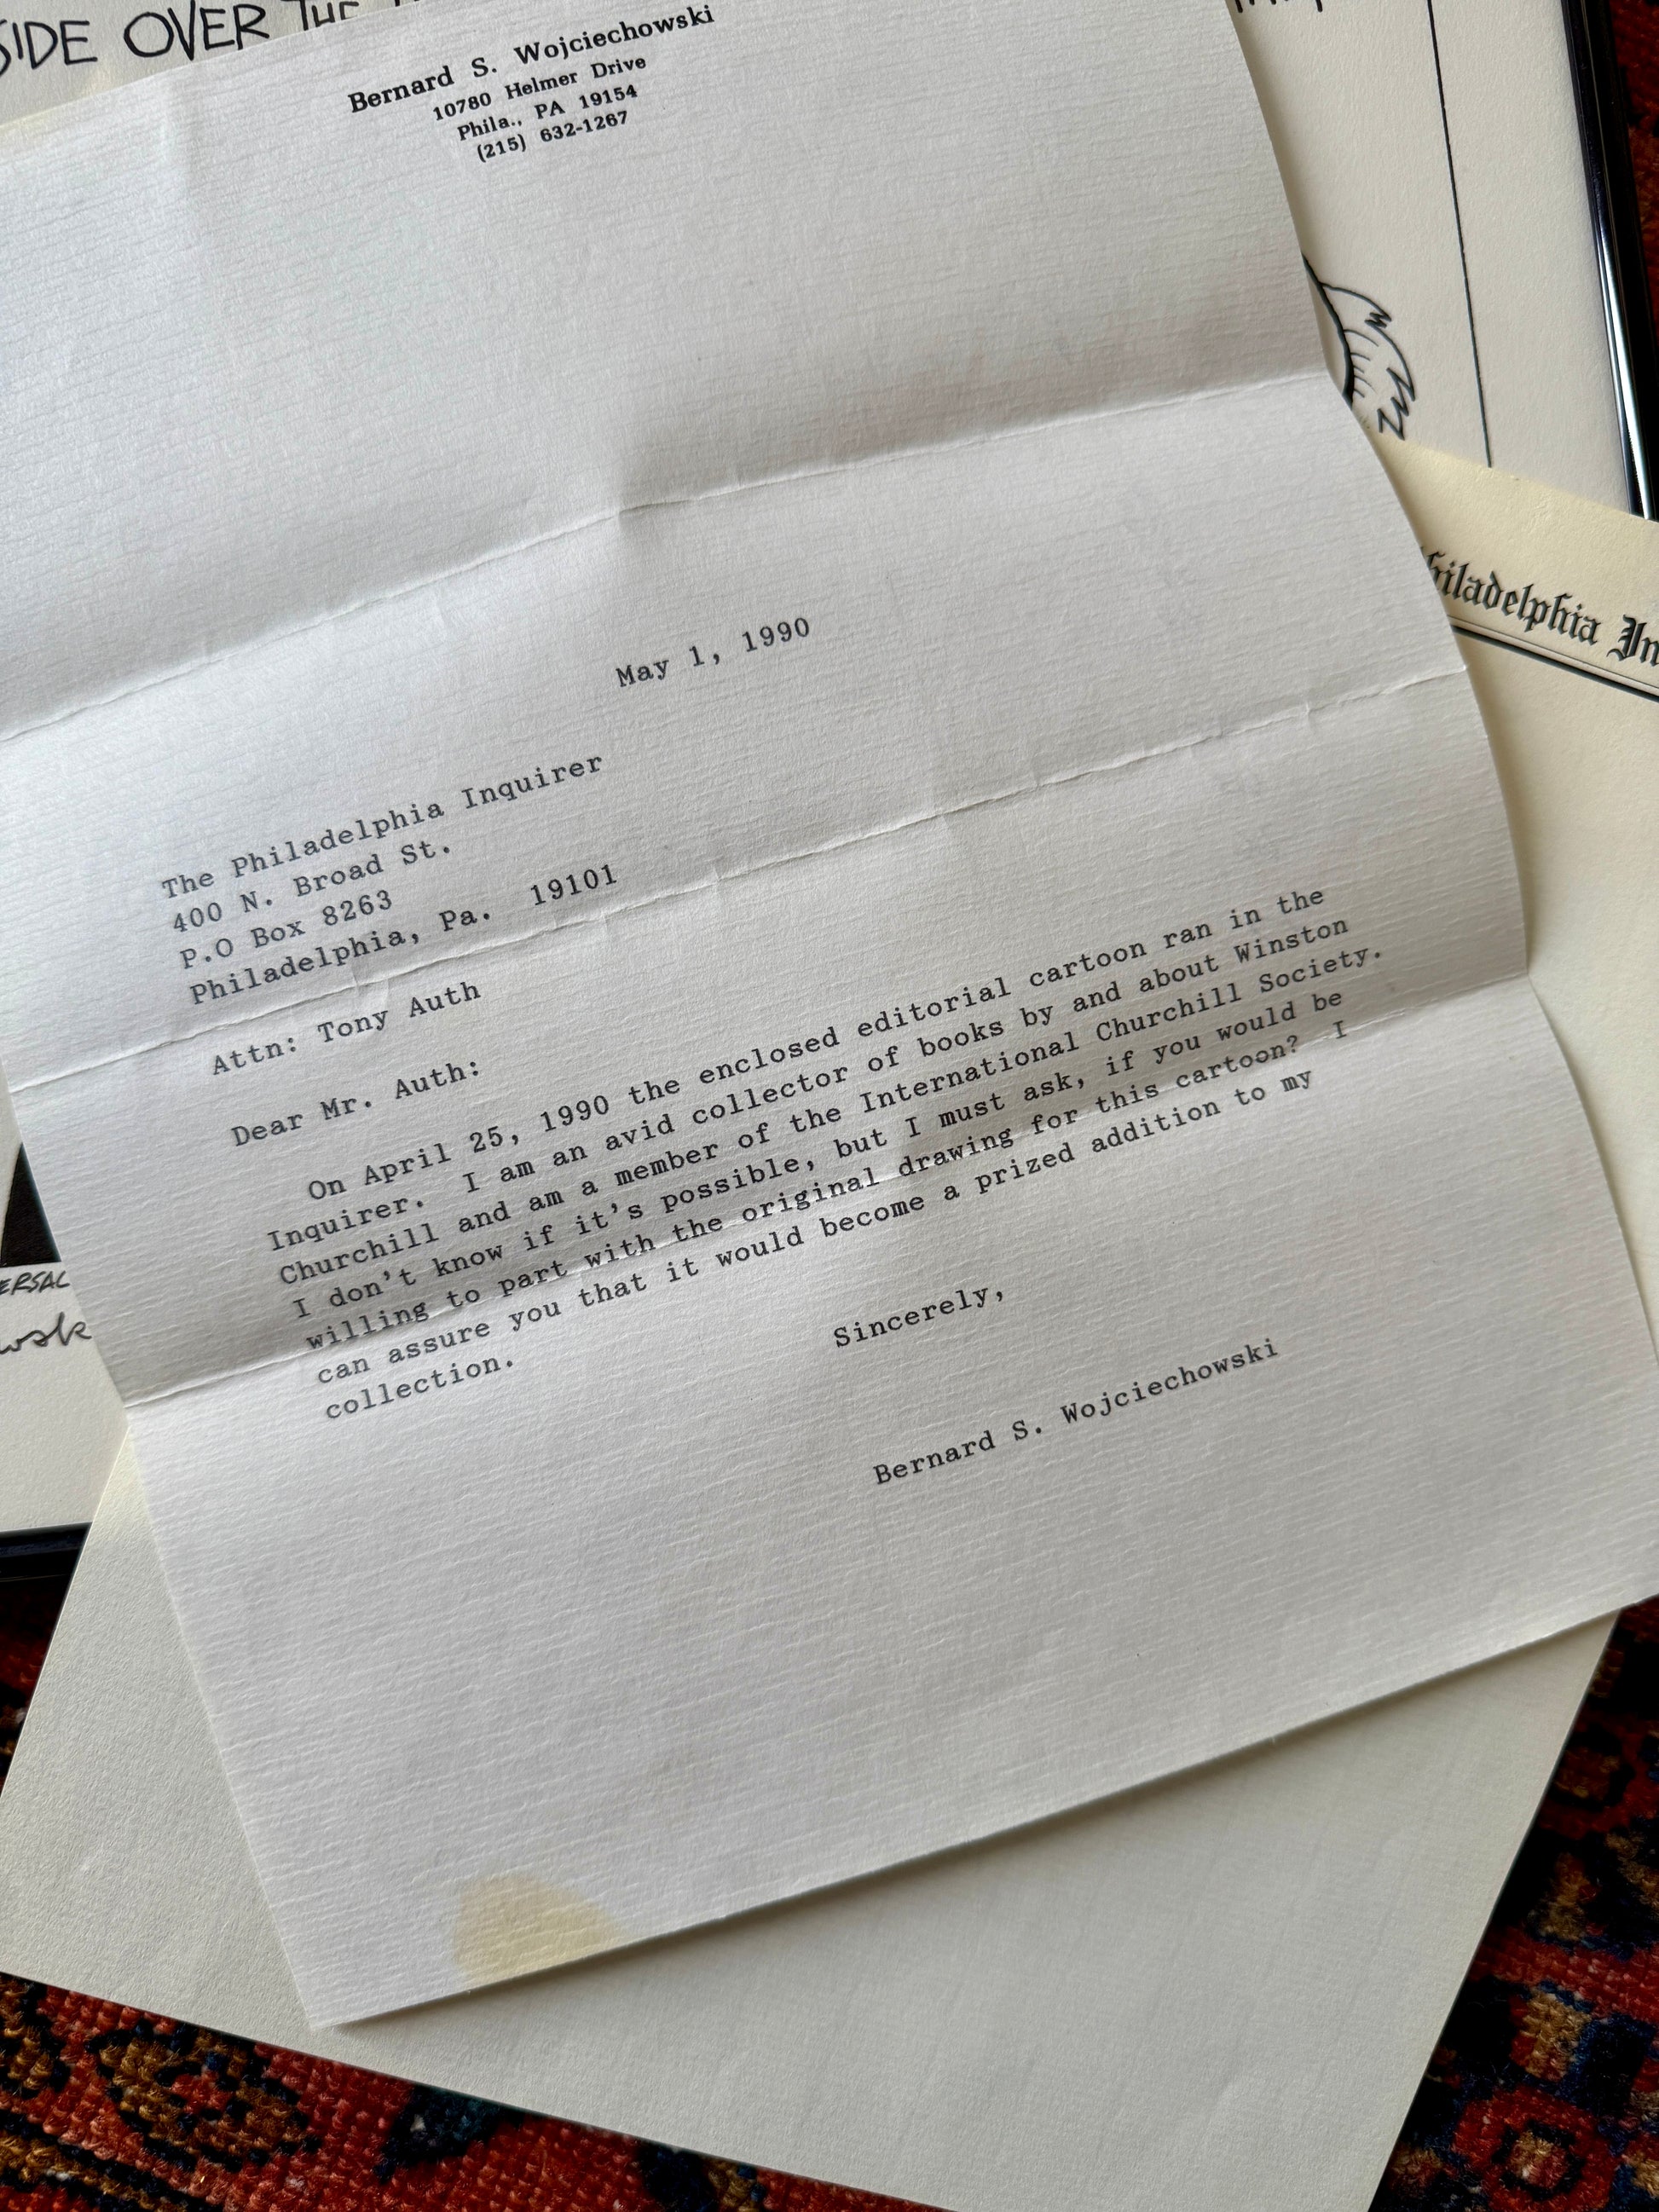 SIDE OVER THE
Bernard S. Wojciechowski
10780 Helmer Drive
Phila., PA 19154
(215) 632-1267
May 1, 1990
The Philadelphia Inquirer
400 N. Broad St.
P.O Box 8263
Philadelphia, Pa. 19101
Attn: Tony Auth
Dear Mr. Auth:
On April 25, 1990 the enclosed editorial cartoon ran in the
Inquirer. I am an avid collector of books by and about Winston
Churchill and am a member of the International Churchill Society.
I don't know if it's possible, but I must ask, if you would be
willing to part with the original drawing for this cartoon? I
can assure you that it would become a prized addition to my
collection.
Sincerely,
Bernard S. Wojciechowski
hiladelphia In
ERSAL
wsk